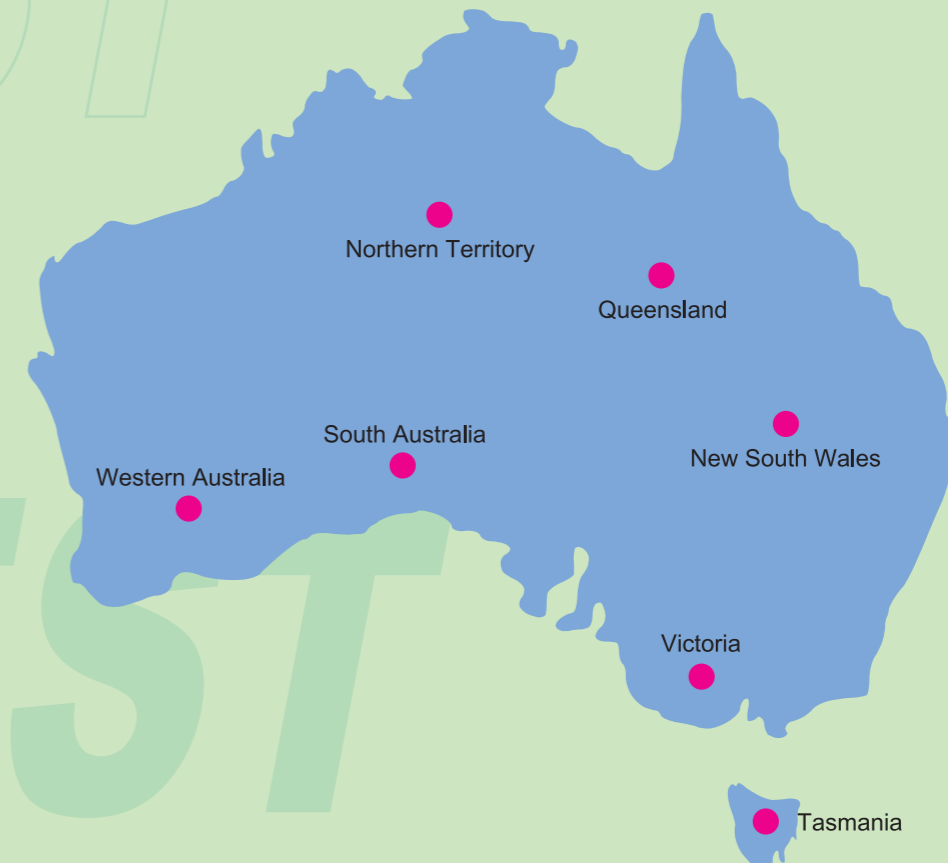 Northern Territory
Queensland
South Australia
New South Wales
Western Australia
Victoria
Tasmania